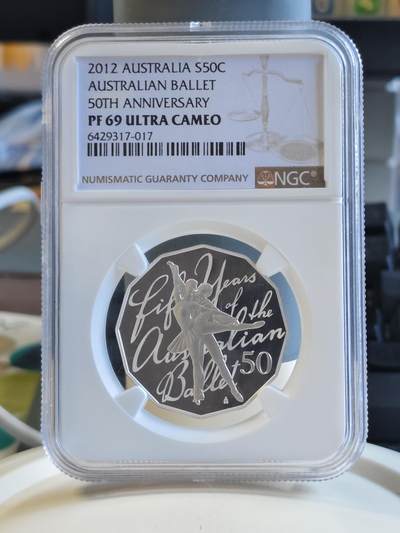 2012 AUSTRALIA S50C
AUSTRALIAN BALLET
50TH ANNIVERSARY
PF 69 ULTRA CAMEO
6429317-017
NUMISMATIC GUARANTY COMPANY
NGC
Fifty Years
of the
Australian
Ballet 50